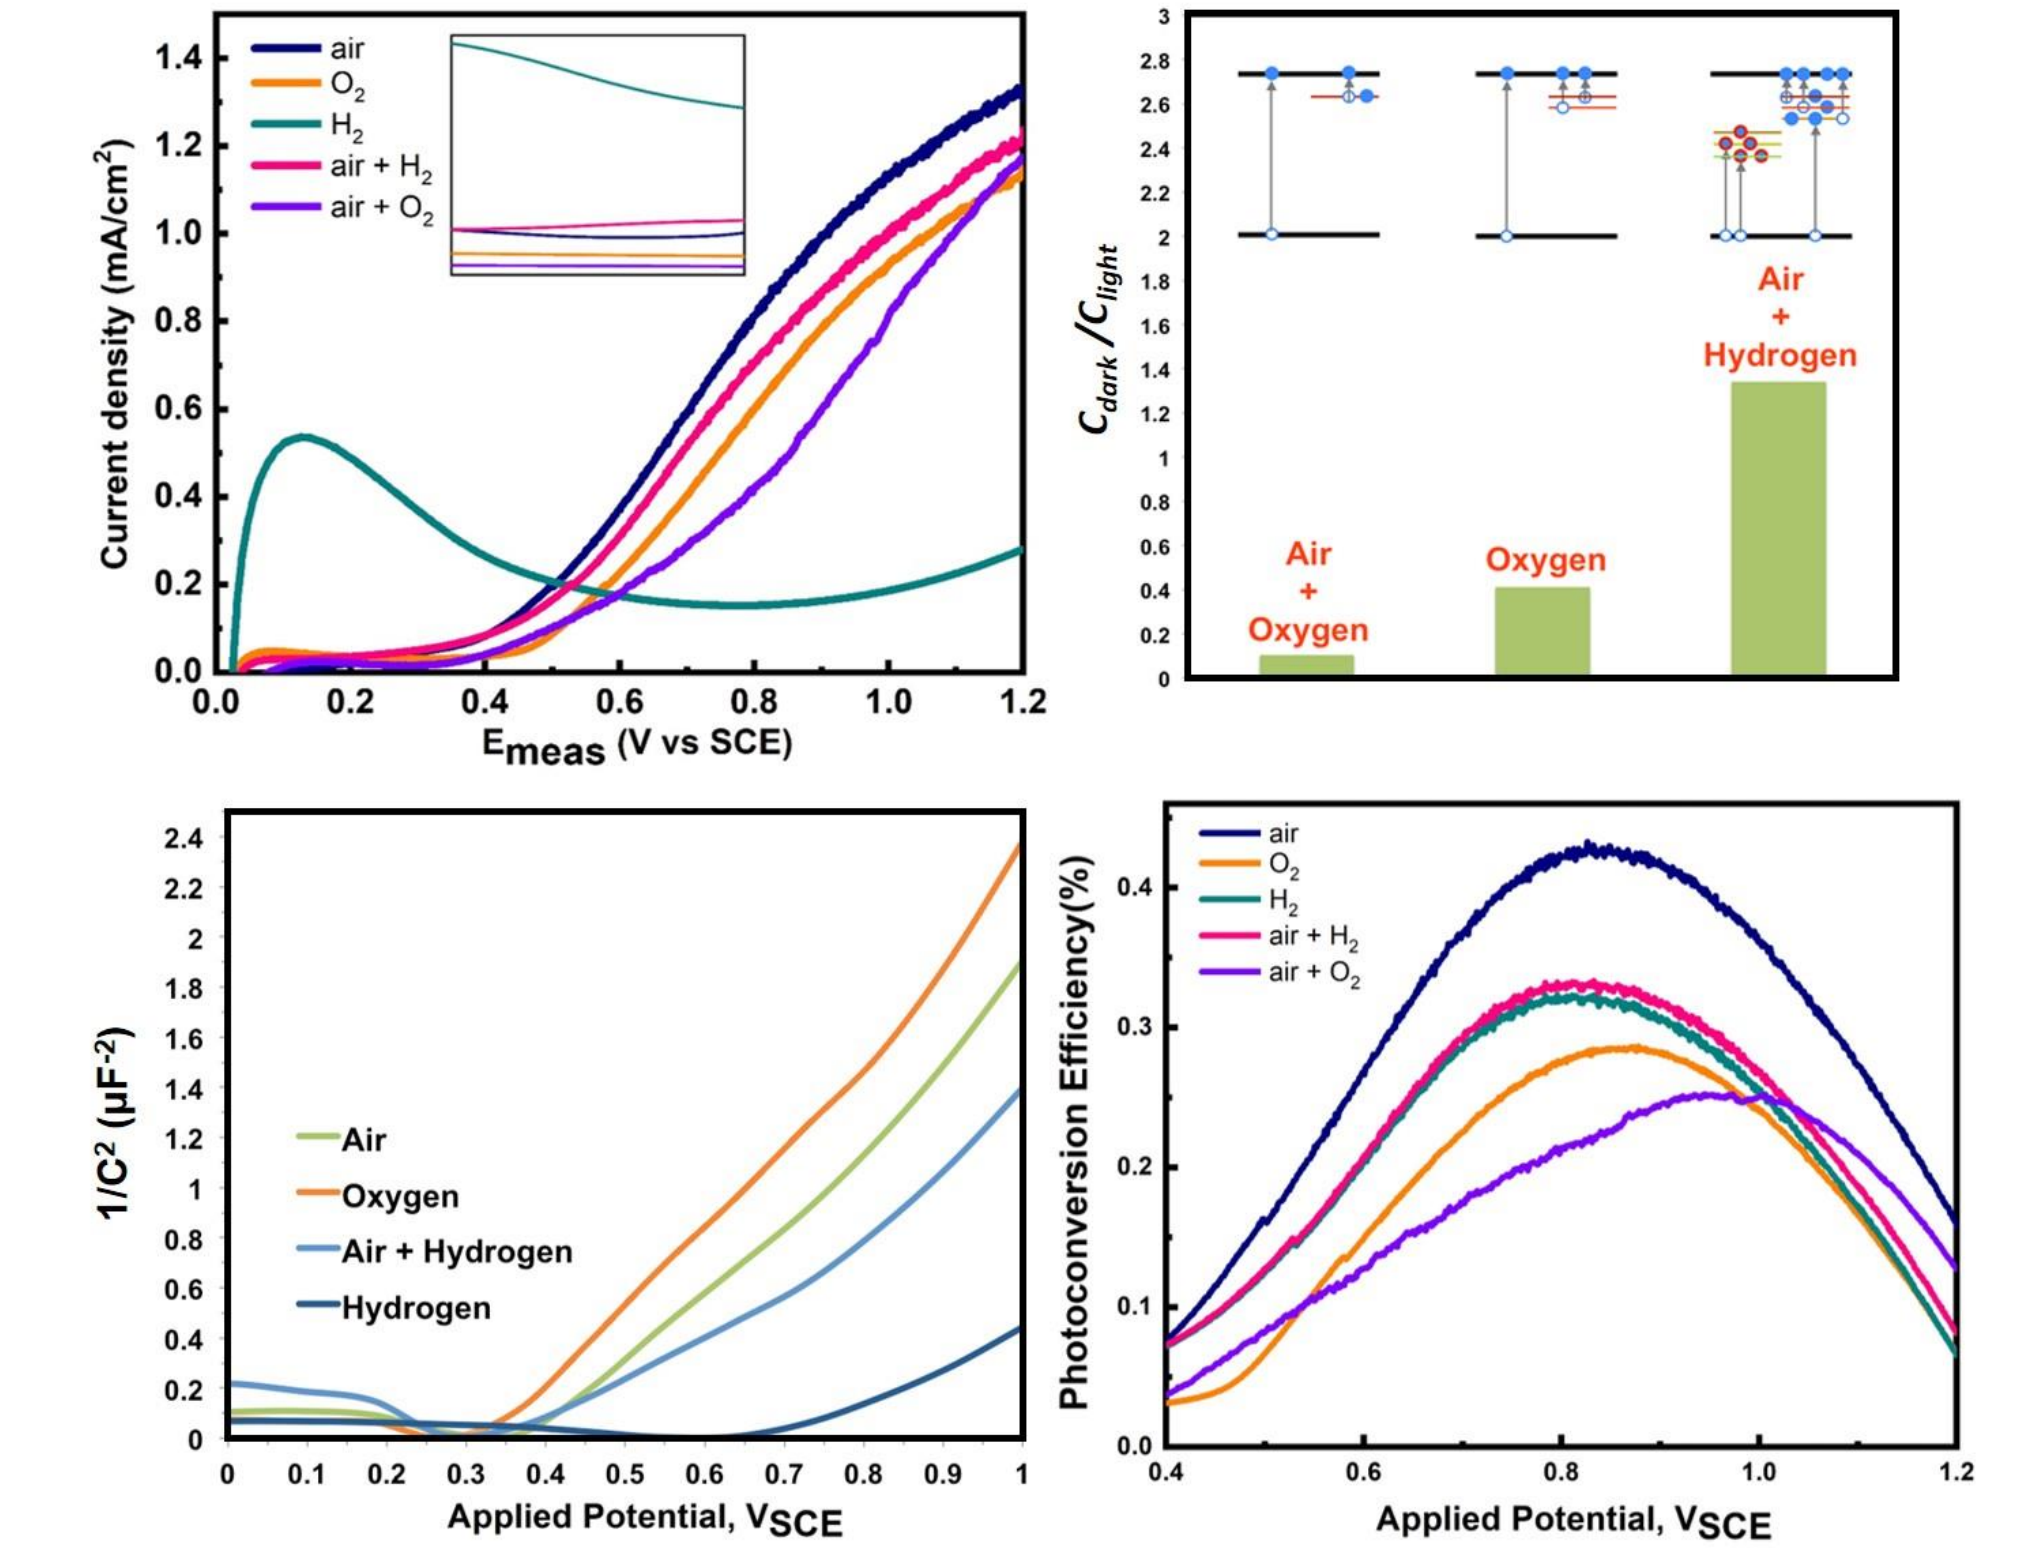 1.4
1.2
1.0
0.8
0.6
0.4
0.2
0.0
Current density (mA/cm2)
air
O2
H2
air + H2
air + O2
0.0 0.2 0.4 0.6 0.8 1.0 1.2
Emeas (V vs SCE)
3
2.8
2.6
2.4
2.2
2
1.8
1.6
1.4
1.2
1
0.8
0.6
0.4
0.2
0
Cdark /Clight
Air
+
Oxygen
Oxygen
Air
+
Hydrogen
2.4
2.2
2
1.8
1.6
1.4
1.2
1
0.8
0.6
0.4
0.2
0
1/C2 (μF-2)
Air
Oxygen
Air + Hydrogen
Hydrogen
0 0.1 0.2 0.3 0.4 0.5 0.6 0.7 0.8 0.9 1
Applied Potential, VSCE
0.4
0.3
0.2
0.1
0.0
Photoconversion Efficiency(%)
air
O2
H2
air + H2
air + O2
0.4 0.6 0.8 1.0 1.2
Applied Potential, VSCE